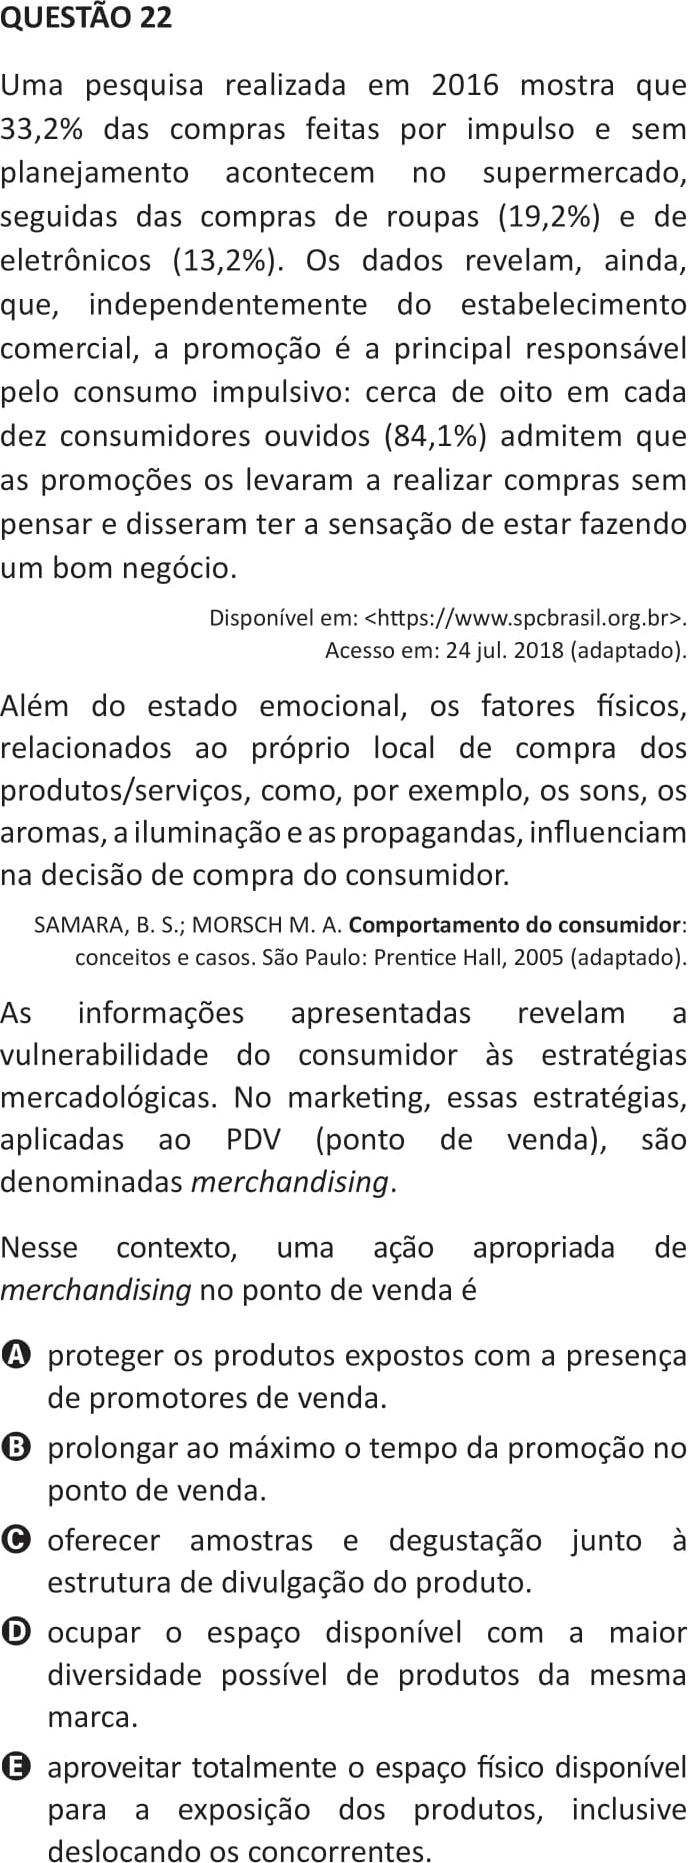 QUESTÃO 22
Uma pesquisa realizada em 2016 mostra que
33,2% das compras feitas por impulso e sem
planejamento acontecem no supermercado,
seguidas das compras de roupas (19,2%) e de
eletrônicos (13,2%). Os dados revelam, ainda,
que, independentemente do estabelecimento
comercial, a promoção é a principal responsável
pelo consumo impulsivo: cerca de oito em cada
dez consumidores ouvidos (84,1%) admitem que
as promoções os levaram a realizar compras sem
pensar e disseram ter a sensação de estar fazendo
um bom negócio.
Disponível em: <https://www.spcbrasil.org.br>.
Acesso em: 24 jul. 2018 (adaptado).
Além do estado emocional, os fatores físicos,
relacionados ao próprio local de compra dos
produtos/serviços, como, por exemplo, os sons, os
aromas, a iluminação e as propagandas, influenciam
na decisão de compra do consumidor.
SAMARA, B. S.; MORSCH M. A. Comportamento do consumidor:
conceitos e casos. São Paulo: Prentice Hall, 2005 (adaptado).
As informações apresentadas revelam a
vulnerabilidade do consumidor às estratégias
mercadológicas. No marketing, essas estratégias,
aplicadas ao PDV (ponto de venda), são
denominadas merchandising.
Nesse contexto, uma ação apropriada de
merchandising no ponto de venda é
A proteger os produtos expostos com a presença
de promotores de venda.
B prolongar ao máximo o tempo da promoção no
ponto de venda.
C oferecer amostras e degustação junto à
estrutura de divulgação do produto.
D ocupar o espaço disponível com a maior
diversidade possível de produtos da mesma
marca.
E aproveitar totalmente o espaço físico disponível
para a exposição dos produtos, inclusive
deslocando os concorrentes.